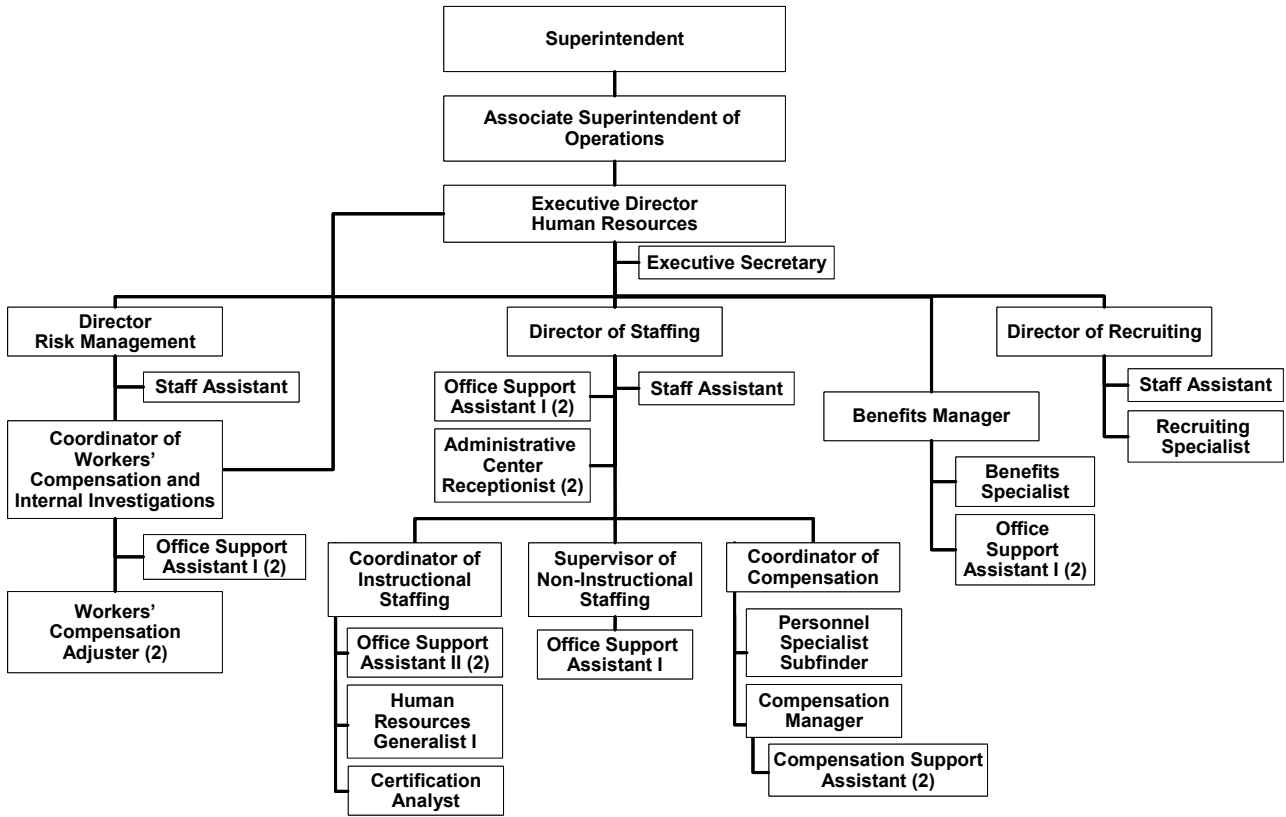 Superintendent
Associate Superintendent of
Operations
Executive Director
Human Resources
Executive Secretary
Director
Risk Management
Director of Staffing
Director of Recruiting
Staff Assistant
Office Support
Assistant I (2)
Staff Assistant
Benefits Manager
Staff Assistant
Coordinator of
Workers’
Compensation and
Internal Investigations
Administrative
Center
Receptionist (2)
Recruiting
Specialist
Benefits
Specialist
Office Support
Assistant I (2)
Coordinator of
Instructional
Staffing
Supervisor of
Non-Instructional
Staffing
Coordinator of
Compensation
Office
Support
Assistant I (2)
Workers’
Compensation
Adjuster (2)
Office Support
Assistant II (2)
Office Support
Assistant I
Personnel
Specialist
Subfinder
Human
Resources
Generalist I
Compensation
Manager
Certification
Analyst
Compensation Support
Assistant (2)